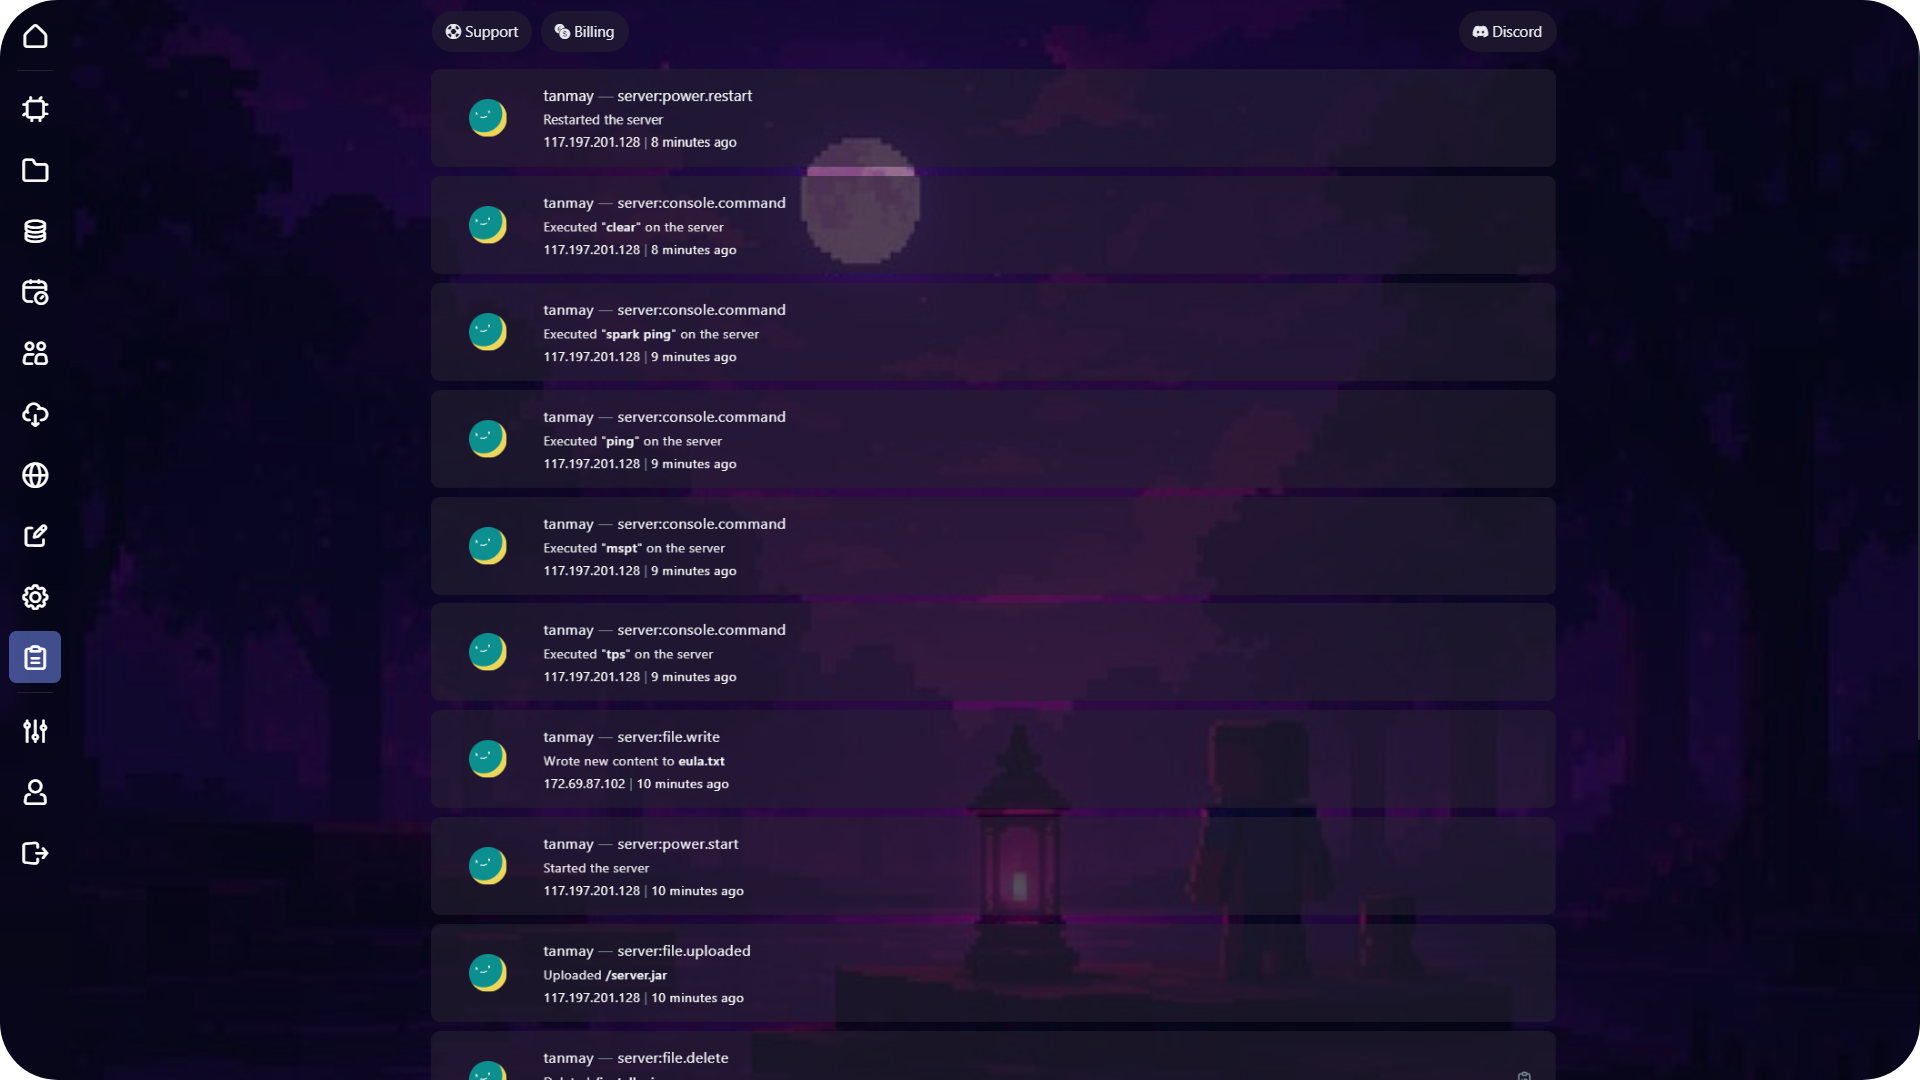 Support
Billing
Discord
tanmay — server:power.restart
Restarted the server
117.197.201.128 | 8 minutes ago
tanmay — server:console.command
Executed "clear" on the server
117.197.201.128 | 8 minutes ago
tanmay — server:console.command
Executed "spark ping" on the server
117.197.201.128 | 9 minutes ago
tanmay — server:console.command
Executed "ping" on the server
117.197.201.128 | 9 minutes ago
tanmay — server:console.command
Executed "mspt" on the server
117.197.201.128 | 9 minutes ago
tanmay — server:console.command
Executed "tps" on the server
117.197.201.128 | 9 minutes ago
tanmay — server:file.write
Wrote new content to eula.txt
172.69.87.102 | 10 minutes ago
tanmay — server:power.start
Started the server
117.197.201.128 | 10 minutes ago
tanmay — server:file.uploaded
Uploaded /server.jar
117.197.201.128 | 10 minutes ago
tanmay — server:file.delete